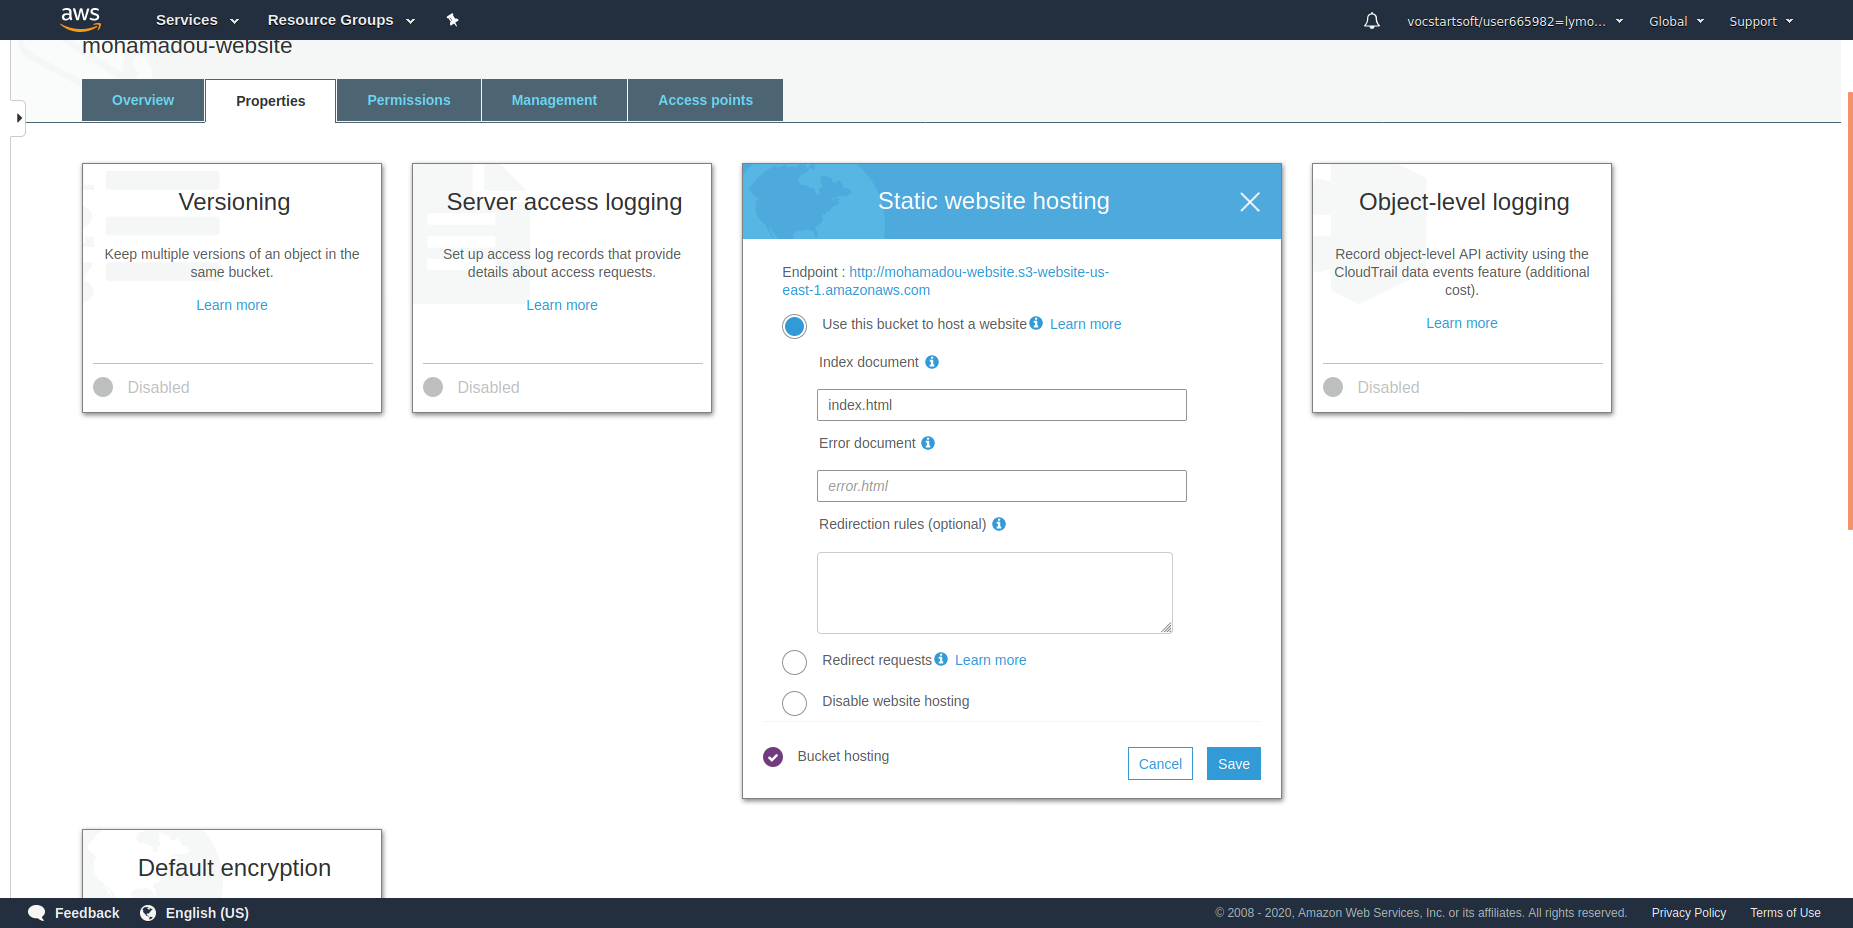 aws
Services
Resource Groups
vocstartsoft/user665982=lymo...
Global
Support
mohamadou-website
Overview
Properties
Permissions
Management
Access points
Versioning
Keep multiple versions of an object in the
same bucket.
Learn more
Disabled
Server access logging
Set up access log records that provide
details about access requests.
Learn more
Disabled
Static website hosting
Endpoint : http://mohamadou-website.s3-website-us-
east-1.amazonaws.com
Use this bucket to host a website Learn more
Index document
index.html
Error document
error.html
Redirection rules (optional)
Redirect requests Learn more
Disable website hosting
Bucket hosting
Cancel
Save
Object-level logging
Record object-level API activity using the
CloudTrail data events feature (additional
cost).
Learn more
Disabled
Default encryption
Feedback
English (US)
© 2008 - 2020, Amazon Web Services, Inc. or its affiliates. All rights reserved.
Privacy Policy
Terms of Use